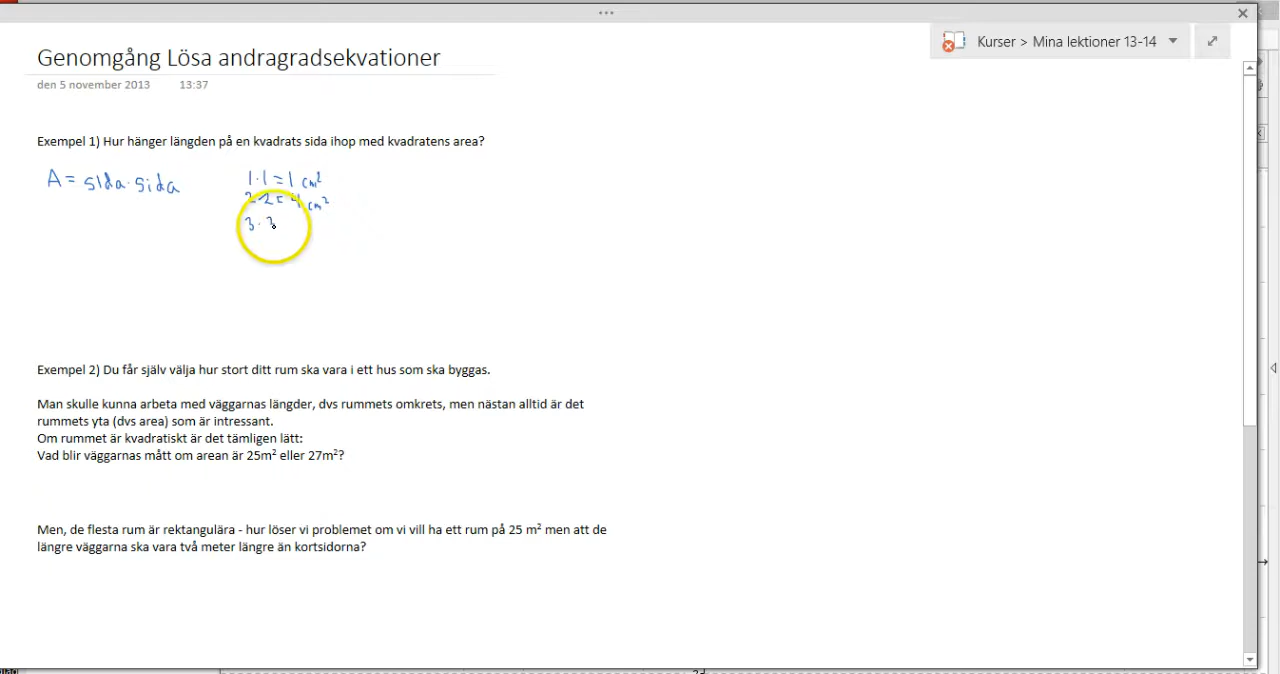 Kurser > Mina lektioner 13-14
Genomgång Lösa andragradsekvationer
den 5 november 2013 13:37
Exempel 1) Hur hänger längden på en kvadrats sida ihop med kvadratens area?
A = sida · sida
1 · 1 = 1 cm²
2 · 2 = 4 cm²
3 · 3
Exempel 2) Du får själv välja hur stort ditt rum ska vara i ett hus som ska byggas.
Man skulle kunna arbeta med väggarnas längder, dvs rummets omkrets, men nästan alltid är det
rummets yta (dvs area) som är intressant.
Om rummet är kvadratiskt är det tämligen lätt:
Vad blir väggarnas mått om arean är 25m² eller 27m²?
Men, de flesta rum är rektangulära - hur löser vi problemet om vi vill ha ett rum på 25 m² men att de
längre väggarna ska vara två meter längre än kortsidorna?